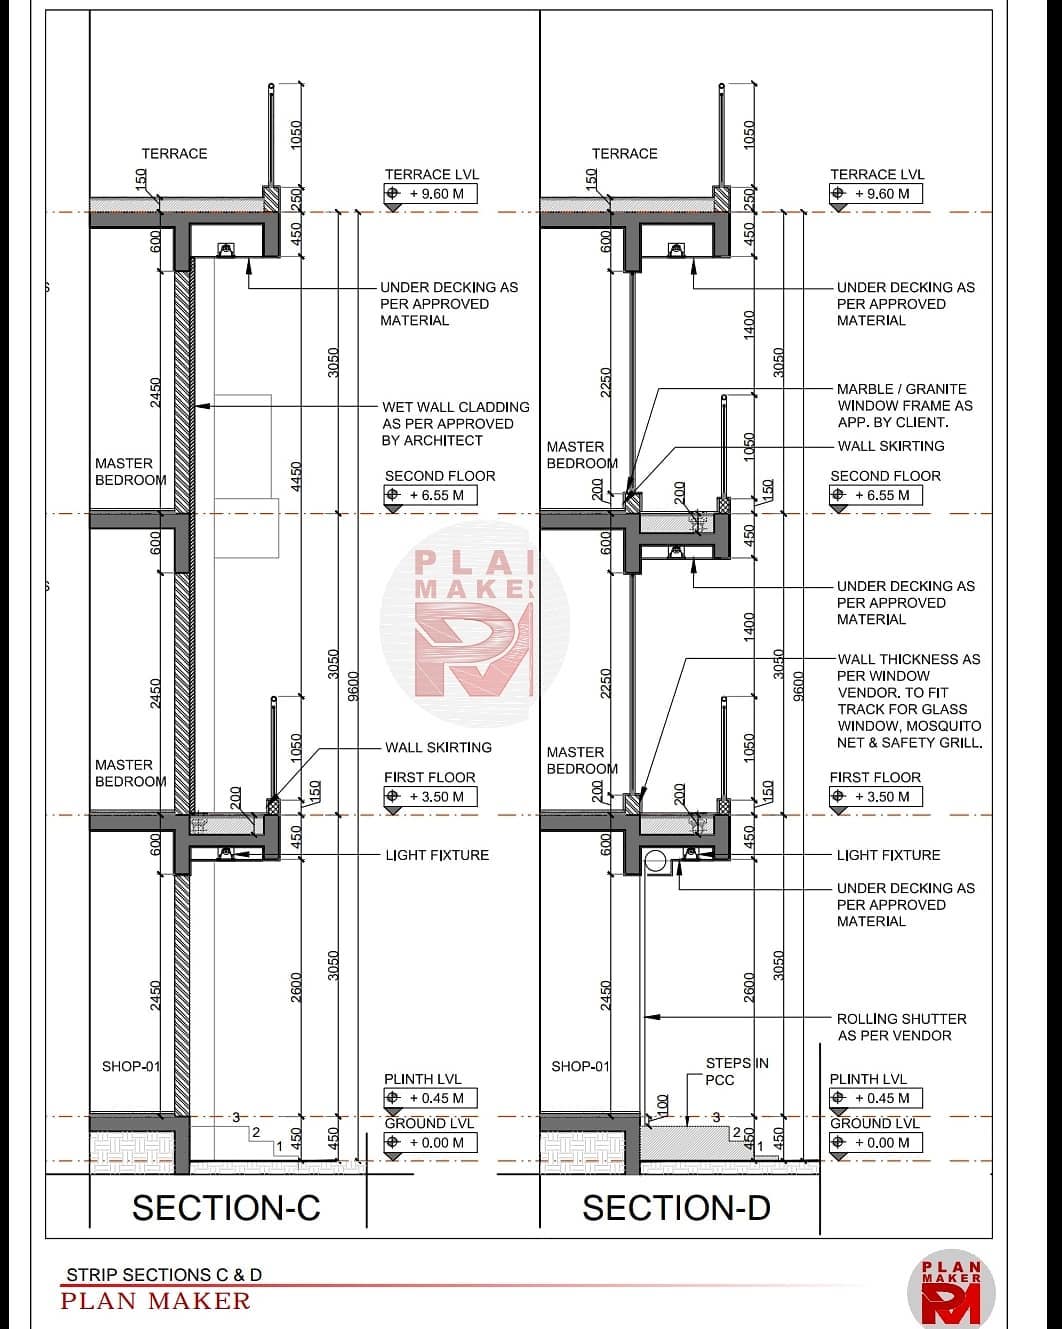 TERRACE
150
1050
250
450
600
TERRACE LVL
+ 9.60 M
UNDER DECKING AS
PER APPROVED
MATERIAL
2450
3050
4450
WET WALL CLADDING
AS PER APPROVED
BY ARCHITECT
MASTER
BEDROOM
SECOND FLOOR
+ 6.55 M
600
2450
3050
9600
1050
WALL SKIRTING
MASTER
BEDROOM
FIRST FLOOR
+ 3.50 M
200
150
450
600
LIGHT FIXTURE
2450
2600
3050
SHOP-01
PLINTH LVL
+ 0.45 M
GROUND LVL
+ 0.00 M
3
2
1
450
450
SECTION-C
TERRACE
150
1050
250
450
600
TERRACE LVL
+ 9.60 M
UNDER DECKING AS
PER APPROVED
MATERIAL
1400
3050
2250
MARBLE / GRANITE
WINDOW FRAME AS
APP. BY CLIENT.
WALL SKIRTING
MASTER
BEDROOM
1050
SECOND FLOOR
+ 6.55 M
200
200
150
450
600
UNDER DECKING AS
PER APPROVED
MATERIAL
1400
3050
9600
2250
WALL THICKNESS AS
PER WINDOW
VENDOR. TO FIT
TRACK FOR GLASS
WINDOW, MOSQUITO
NET & SAFETY GRILL.
MASTER
BEDROOM
1050
FIRST FLOOR
+ 3.50 M
200
200
150
450
600
LIGHT FIXTURE
UNDER DECKING AS
PER APPROVED
MATERIAL
2450
2600
3050
ROLLING SHUTTER
AS PER VENDOR
SHOP-01
STEPS IN
PCC
100
PLINTH LVL
+ 0.45 M
GROUND LVL
+ 0.00 M
3
2
1
450
450
SECTION-D
PLAN
MAKER
STRIP SECTIONS C & D
PLAN MAKER
PLAN
MAKER